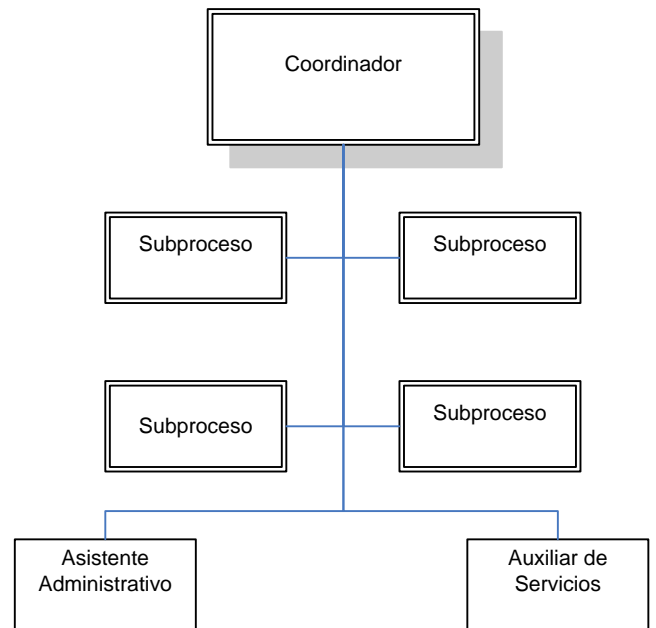 Coordinador
Subproceso
Subproceso
Subproceso
Subproceso
Asistente
Administrativo
Auxiliar de
Servicios